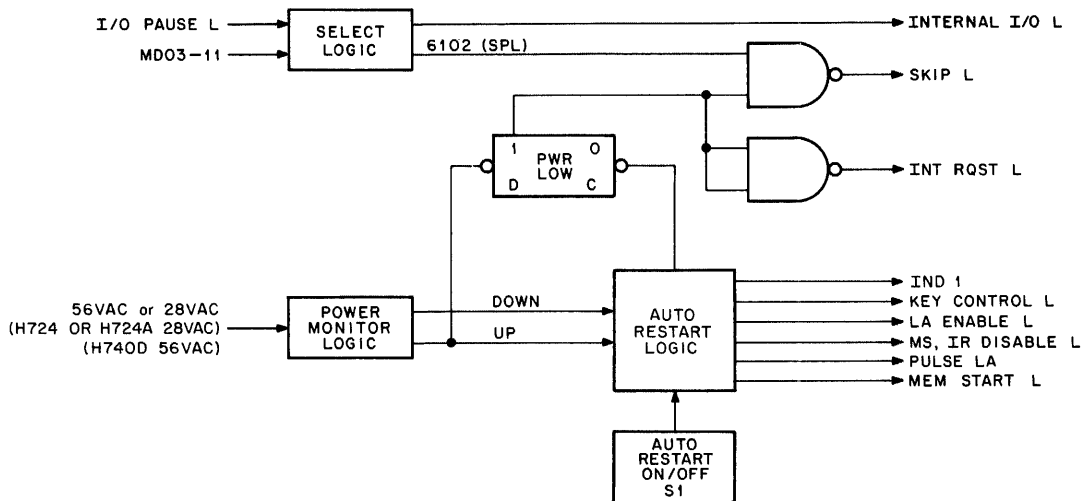 I/O PAUSE L
MD03-11
SELECT
LOGIC
INTERNAL I/O L
6102 (SPL)
SKIP L
1 0
PWR
LOW
D C
INT RQST L
56VAC or 28VAC
(H724 OR H724A 28VAC)
(H740D 56VAC)
POWER
MONITOR
LOGIC
DOWN
UP
AUTO
RESTART
LOGIC
IND 1
KEY CONTROL L
LA ENABLE L
MS, IR DISABLE L
PULSE LA
MEM START L
AUTO
RESTART
ON/OFF
S1